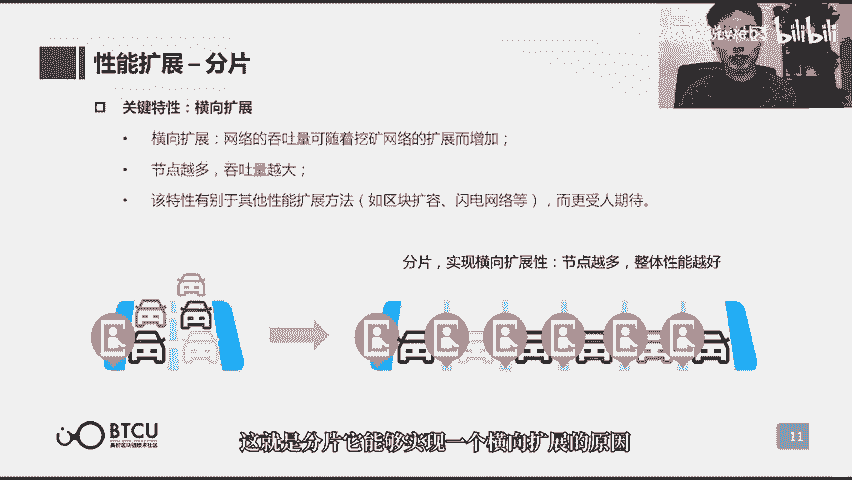 bilibili
性能扩展－分片
关键特性：横向扩展
横向扩展：网络的吞吐量可随着挖矿网络的扩展而增加；
节点越多，吞吐量越大；
该特性有别于其他性能扩展方法（如区块扩容、闪电网络等），而更受人期待。
分片，实现横向扩展性：节点越多，整体性能越好
BTCU
这就是分片它能够实现一个横向扩展的原因
11